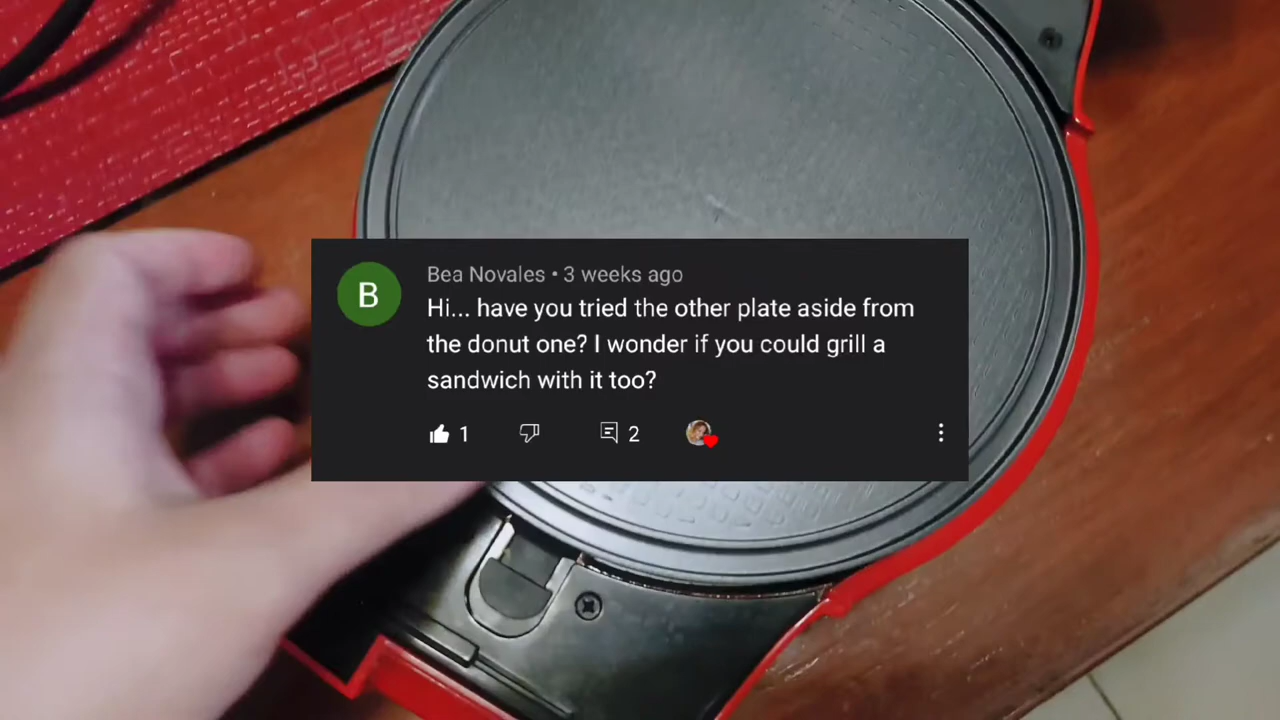 B
Bea Novales • 3 weeks ago
Hi... have you tried the other plate aside from
the donut one? I wonder if you could grill a
sandwich with it too?
1
2